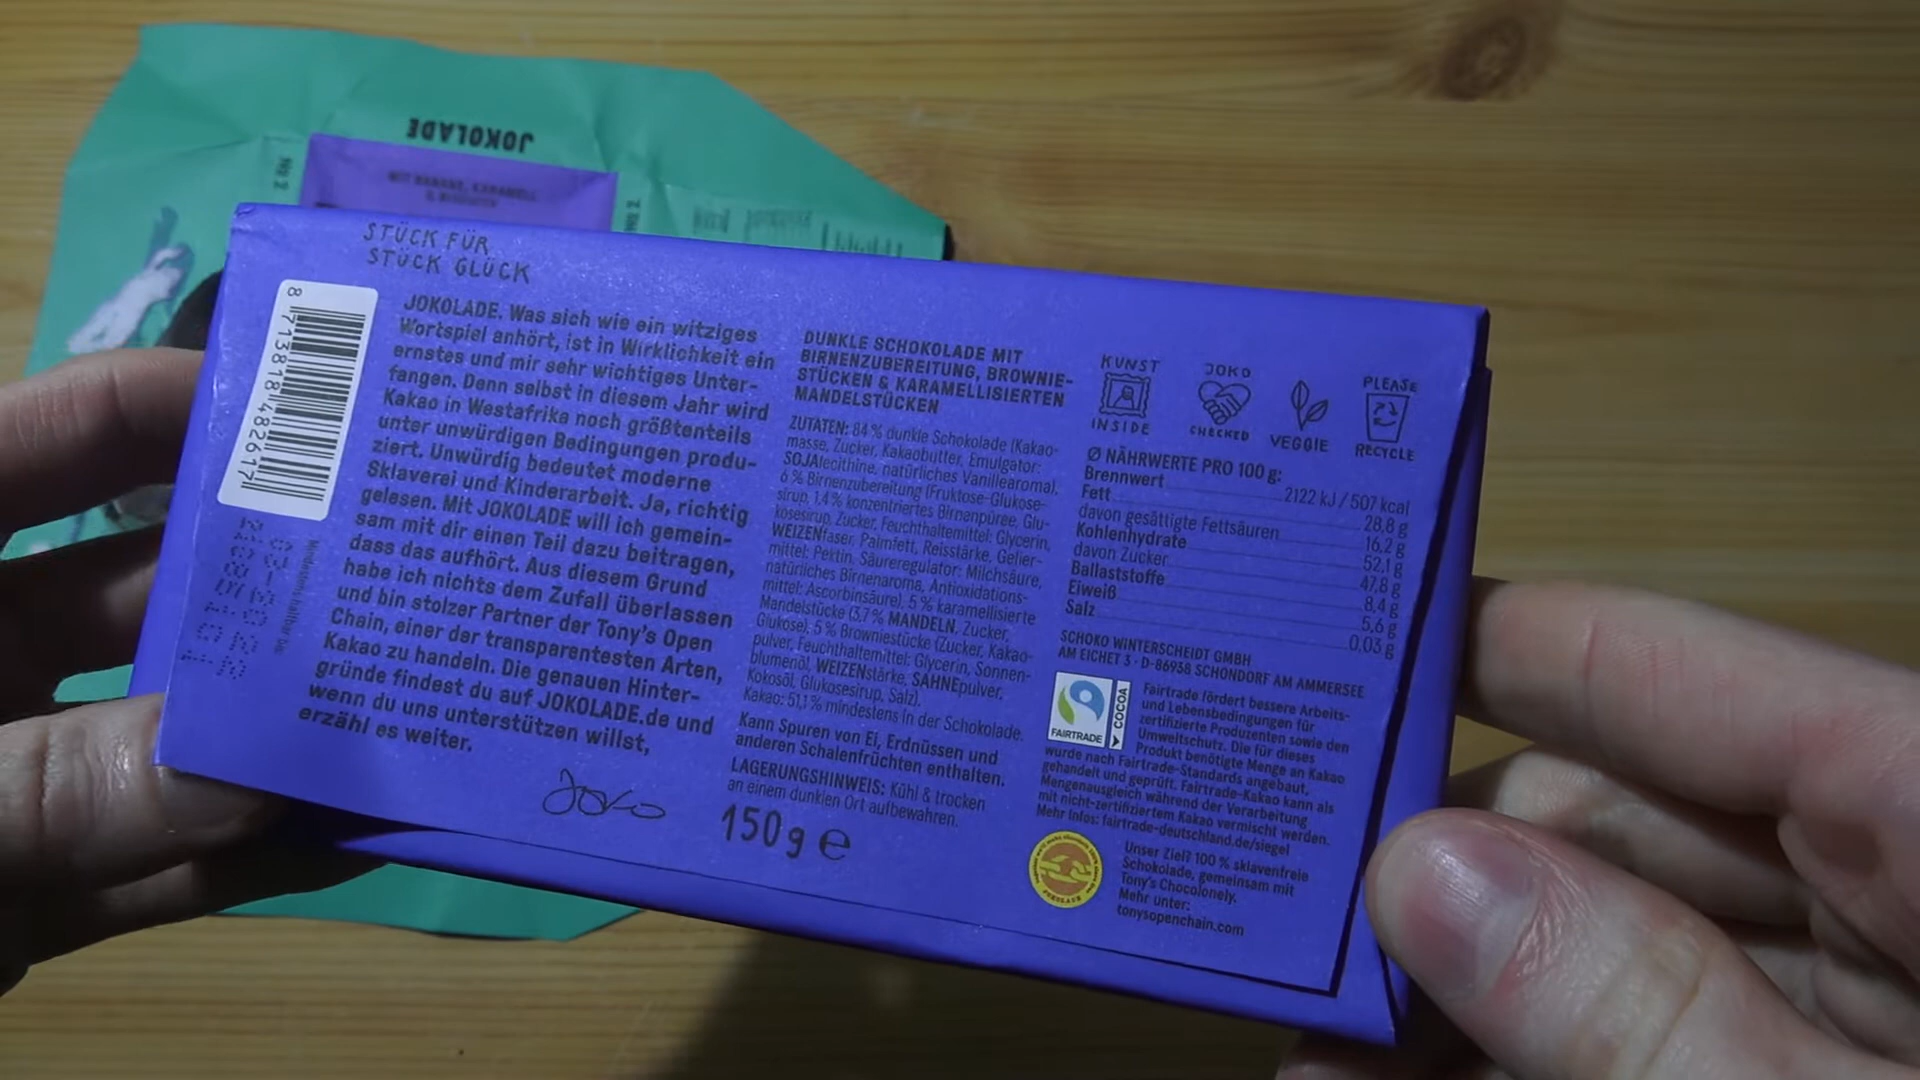 JOKOLADE
No 2
STÜCK FÜR
STÜCK GLÜCK
8 713818 482617
Mindestens haltbar bis:
JOKOLADE. Was sich wie ein witziges
Wortspiel anhört, ist in Wirklichkeit ein
ernstes und mir sehr wichtiges Unter-
fangen. Denn selbst in diesem Jahr wird
Kakao in Westafrika noch größtenteils
unter unwürdigen Bedingungen produ-
ziert. Unwürdig bedeutet moderne
Sklaverei und Kinderarbeit. Ja, richtig
gelesen. Mit JOKOLADE will ich gemein-
sam mit dir einen Teil dazu beitragen,
dass das aufhört. Aus diesem Grund
habe ich nichts dem Zufall überlassen
und bin stolzer Partner der Tony's Open
Chain, einer der transparentesten Arten,
Kakao zu handeln. Die genauen Hinter-
gründe findest du auf JOKOLADE.de und
wenn du uns unterstützen willst,
erzähl es weiter.
Joko
DUNKLE SCHOKOLADE MIT
BIRNENZUBEREITUNG, BROWNIE-
STÜCKEN & KARAMELLISIERTEN
MANDELSTÜCKEN
ZUTATEN: 84 % dunkle Schokolade (Kakao-
masse, Zucker, Kakaobutter, Emulgator:
SOJAlecithine, natürliches Vanillearoma),
6 % Birnenzubereitung (Fruktose-Glukose-
sirup, 1,4 % konzentriertes Birnenpüree, Glu-
kosesirup, Zucker, Feuchthaltemittel: Glycerin,
WEIZENfaser, Palmfett, Reisstärke, Gelier-
mittel: Pektin, Säureregulator: Milchsäure,
natürliches Birnenaroma, Antioxidations-
mittel: Ascorbinsäure), 5 % karamellisierte
Mandelstücke (3,7 % MANDELN, Zucker,
Glukose), 5 % Browniestücke (Zucker, Kakao-
pulver, Feuchthaltemittel: Glycerin, Sonnen-
blumenöl, WEIZENstärke, SAHNEpulver,
Kokosöl, Glukosesirup, Salz).
Kakao: 51,1 % mindestens in der Schokolade.
Kann Spuren von Ei, Erdnüssen und
anderen Schalenfrüchten enthalten.
LAGERUNGSHINWEIS: Kühl & trocken
an einem dunklen Ort aufbewahren.
150g e
KUNST
INSIDE
JOKO
CHECKED
VEGGIE
PLEASE
RECYCLE
Ø NÄHRWERTE PRO 100 g:
Brennwert 2122 kJ / 507 kcal
Fett 28,8 g
davon gesättigte Fettsäuren 16,2 g
Kohlenhydrate 52,1 g
davon Zucker 47,8 g
Ballaststoffe 8,4 g
Eiweiß 5,6 g
Salz 0,03 g
SCHOKO WINTERSCHEIDT GMBH
AM EICHET 3 · D-86938 SCHONDORF AM AMMERSEE
FAIRTRADE
COCOA
Fairtrade fördert bessere Arbeits-
und Lebensbedingungen für
zertifizierte Produzenten sowie den
Umweltschutz. Die für dieses
Produkt benötigte Menge an Kakao
wurde nach Fairtrade-Standards angebaut,
gehandelt und geprüft. Fairtrade-Kakao kann als
Mengenausgleich während der Verarbeitung
mit nicht-zertifiziertem Kakao vermischt werden.
Mehr Infos: fairtrade-deutschland.de/siegel
Unser Ziel? 100 % sklavenfreie
Schokolade, gemeinsam mit
Tony's Chocolonely.
Mehr unter:
tonysopenchain.com